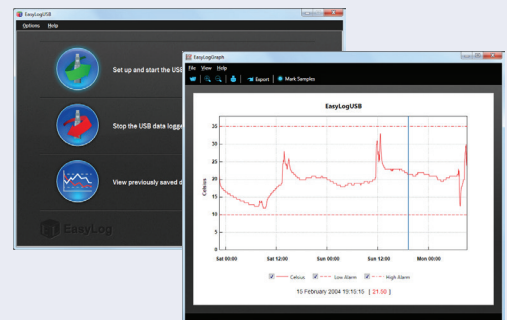 EasyLogUSB
Options Help
Set up and start the USB
Stop the USB data logge
View previously saved d
EasyLog
EasyLogGraph
File View Help
Export Mark Samples
EasyLogUSB
Celsius
35
30
25
20
15
10
5
0
Sat 00:00 Sat 12:00 Sun 00:00 Sun 12:00 Mon 00:00
Celsius Low Alarm High Alarm
15 February 2004 19:15:15 [ 21.50 ]